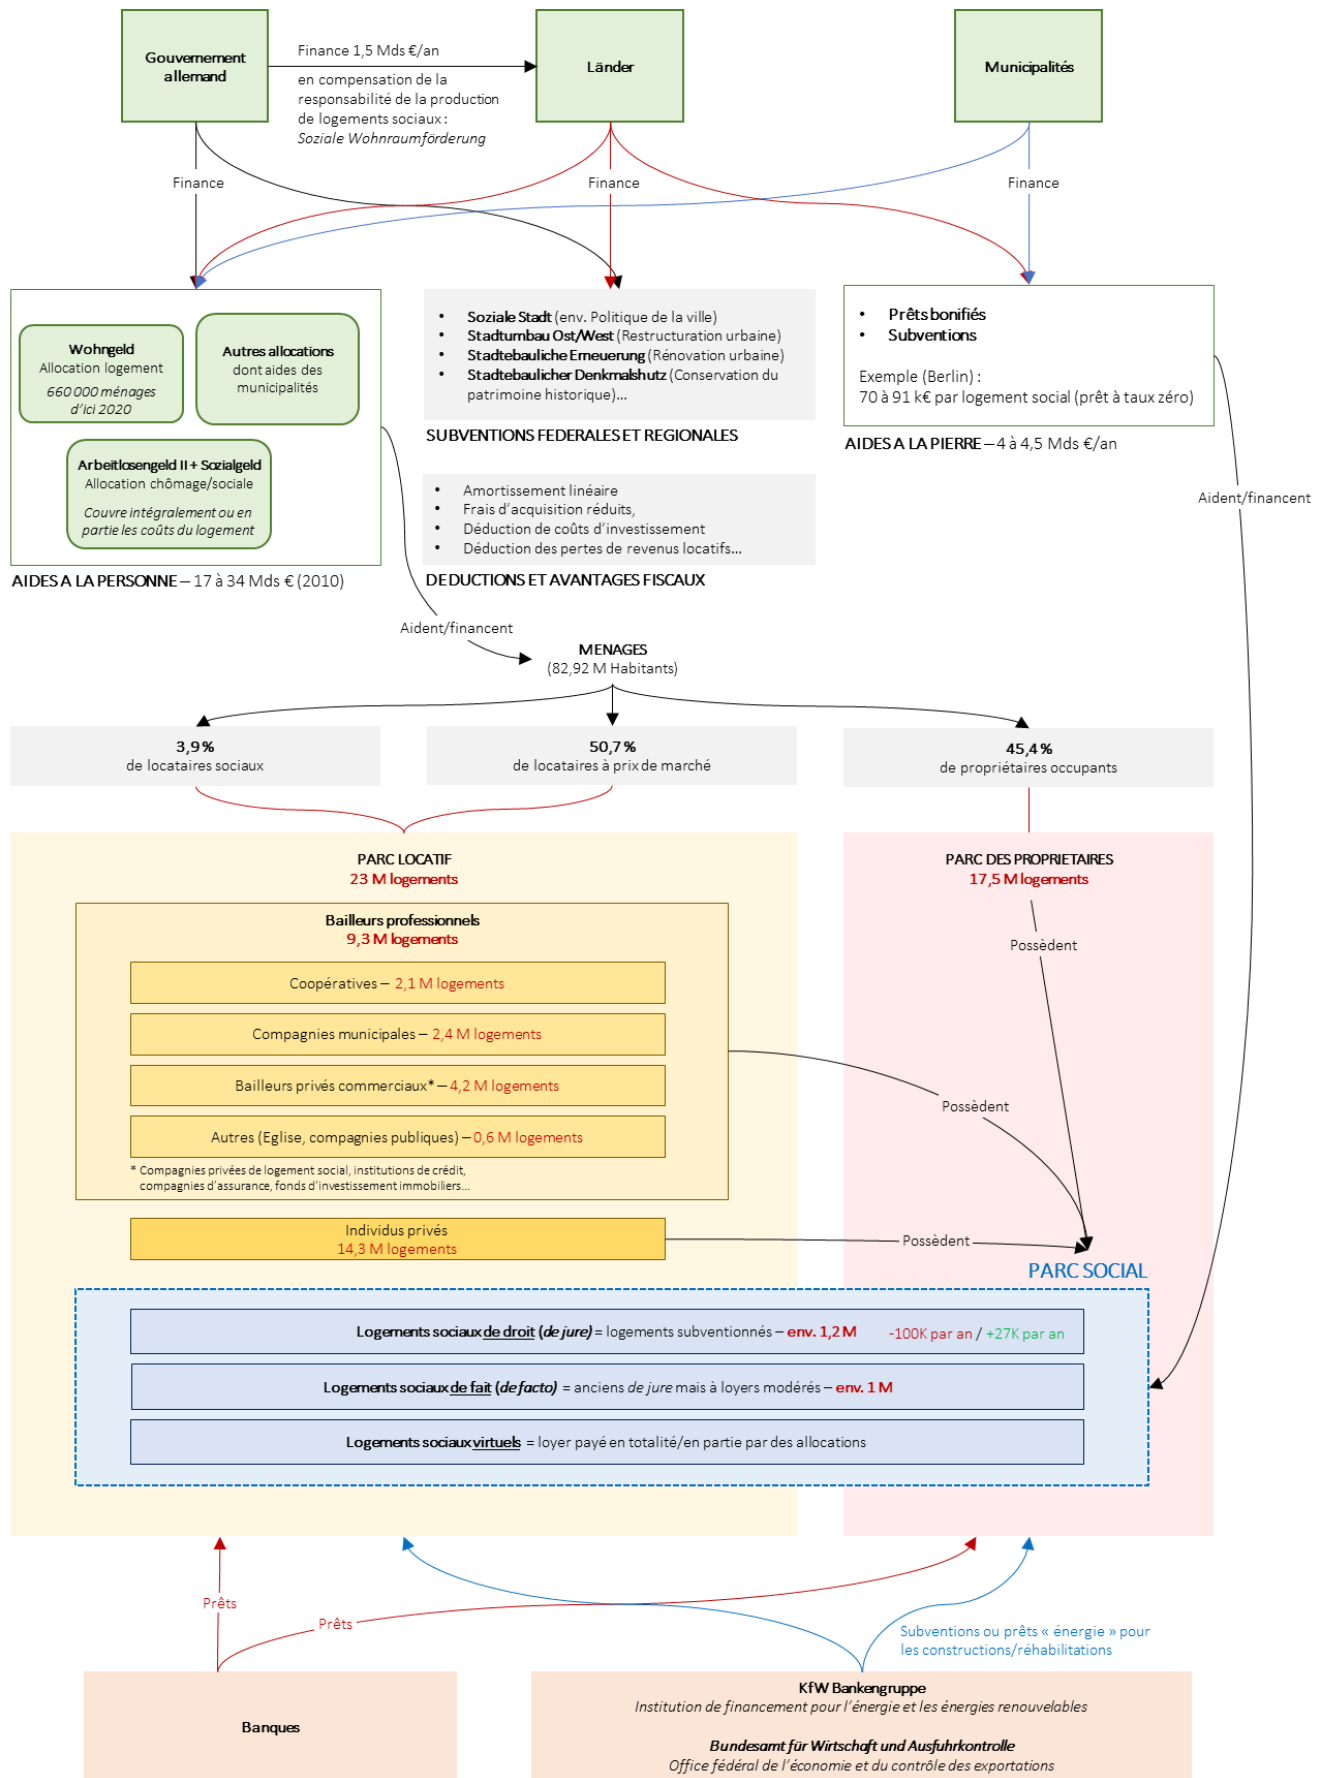 Gouvernement
allemand
Finance 1,5 Mds €/an
en compensation de la
responsabilité de la production
de logements sociaux :
Soziale Wohnraumförderung
Länder
Municipalités
Finance
Finance
Finance
Wohngeld
Allocation logement
660 000 ménages
d’ici 2020
Autres allocations
dont aides des
municipalités
Arbeitlosengeld II + Sozialgeld
Allocation chômage/sociale
Couvre intégralement ou en
partie les coûts du logement
AIDES A LA PERSONNE – 17 à 34 Mds € (2010)
• Soziale Stadt (env. Politique de la ville)
• Stadtumbau Ost/West (Restructuration urbaine)
• Stadtebauliche Erneuerung (Rénovation urbaine)
• Stadtebaulicher Denkmalshutz (Conservation du
patrimoine historique)…
SUBVENTIONS FEDERALES ET REGIONALES
• Amortissement linéaire
• Frais d’acquisition réduits,
• Déduction de coûts d’investissement
• Déduction des pertes de revenus locatifs…
DEDUCTIONS ET AVANTAGES FISCAUX
• Prêts bonifiés
• Subventions
Exemple (Berlin) :
70 à 91 k€ par logement social (prêt à taux zéro)
AIDES A LA PIERRE – 4 à 4,5 Mds €/an
Aident/financent
Aident/financent
MENAGES
(82,92 M Habitants)
3,9 %
de locataires sociaux
50,7 %
de locataires à prix de marché
45,4 %
de propriétaires occupants
PARC LOCATIF
23 M logements
Bailleurs professionnels
9,3 M logements
Coopératives – 2,1 M logements
Compagnies municipales – 2,4 M logements
Bailleurs privés commerciaux* – 4,2 M logements
Autres (Eglise, compagnies publiques) – 0,6 M logements
* Compagnies privées de logement social, institutions de crédit,
compagnies d’assurance, fonds d’investissement immobiliers…
Individus privés
14,3 M logements
PARC DES PROPRIETAIRES
17,5 M logements
Possèdent
Possèdent
Possèdent
PARC SOCIAL
Logements sociaux de droit (de jure) = logements subventionnés – env. 1,2 M -100K par an / +27K par an
Logements sociaux de fait (de facto) = anciens de jure mais à loyers modérés – env. 1 M
Logements sociaux virtuels = loyer payé en totalité/en partie par des allocations
Prêts
Prêts
Subventions ou prêts « énergie » pour
les constructions/réhabilitations
Banques
KfW Bankengruppe
Institution de financement pour l’énergie et les énergies renouvelables
Bundesamt für Wirtschaft und Ausfuhrkontrolle
Office fédéral de l’économie et du contrôle des exportations